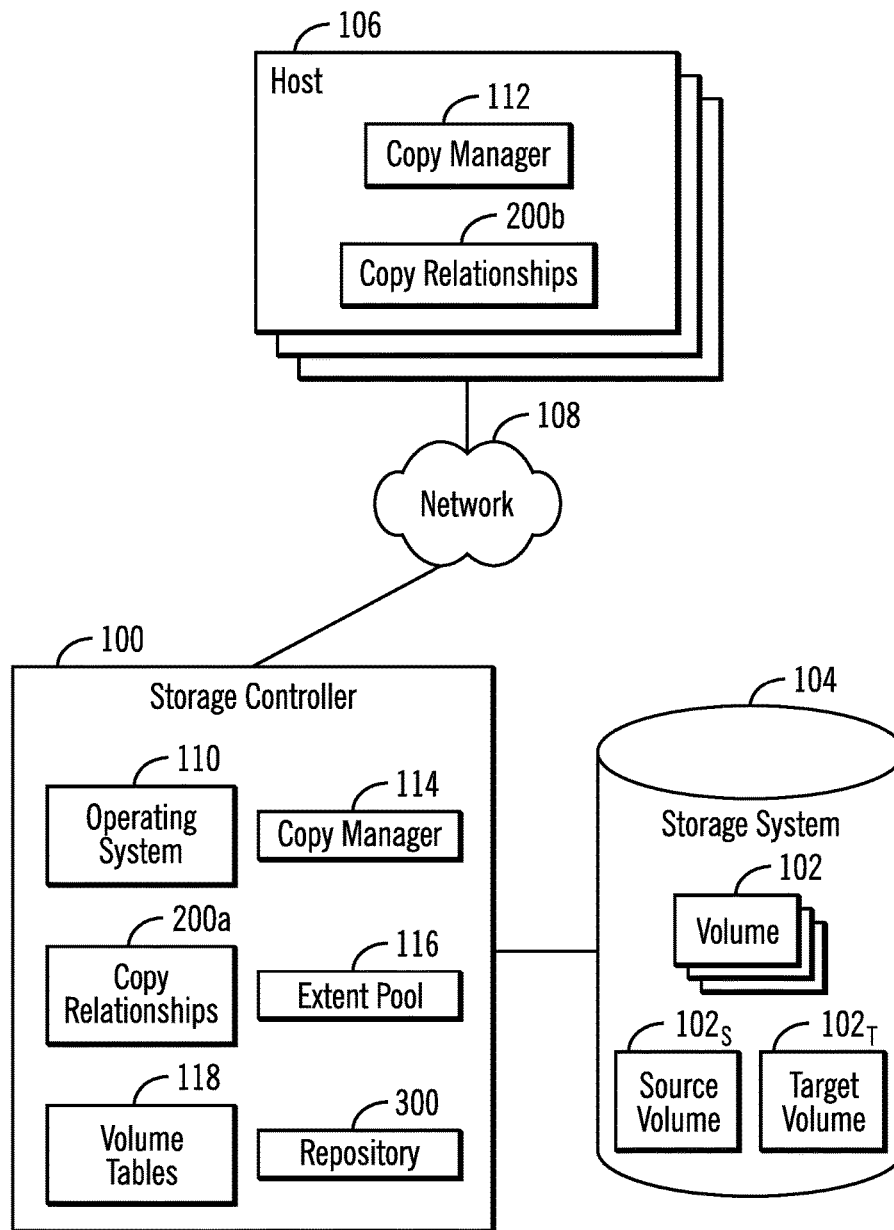 106
Host
112
Copy Manager
200b
Copy Relationships
108
Network
100
Storage Controller
110
Operating
System
114
Copy Manager
200a
Copy
Relationships
116
Extent Pool
118
Volume
Tables
300
Repository
104
Storage System
102
Volume
102S
Source
Volume
102T
Target
Volume